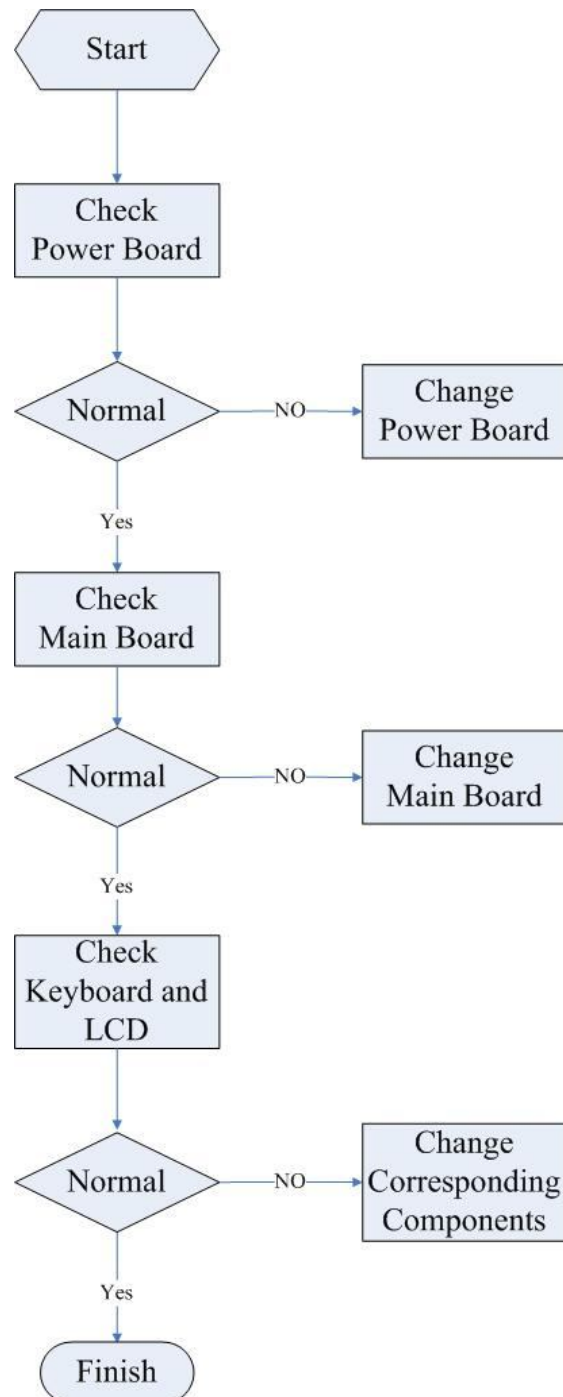 Start
Check
Power Board
Normal
NO
Change
Power Board
Yes
Check
Main Board
Normal
NO
Change
Main Board
Yes
Check
Keyboard and
LCD
Normal
NO
Change
Corresponding
Components
Yes
Finish